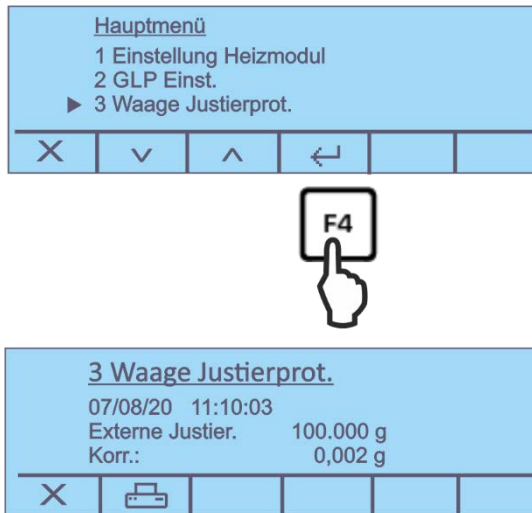 Hauptmenü
1 Einstellung Heizmodul
2 GLP Einst.
3 Waage Justierprot.
F4
3 Waage Justierprot.
07/08/20 11:10:03
Externe Justier. 100.000 g
Korr.: 0,002 g